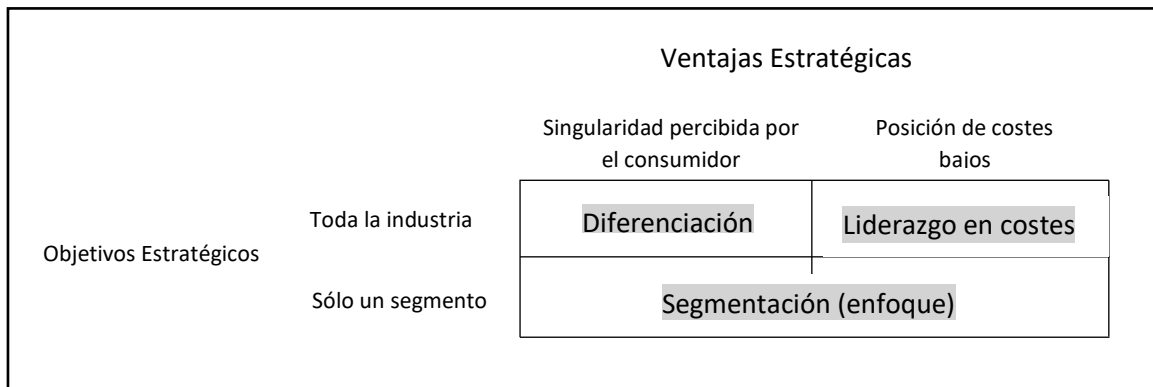 Ventajas Estratégicas
Singularidad percibida por
el consumidor
Posición de costes
baios
Toda la industria
Diferenciación
Liderazgo en costes
Objetivos Estratégicos
Sólo un segmento
Segmentación (enfoque)